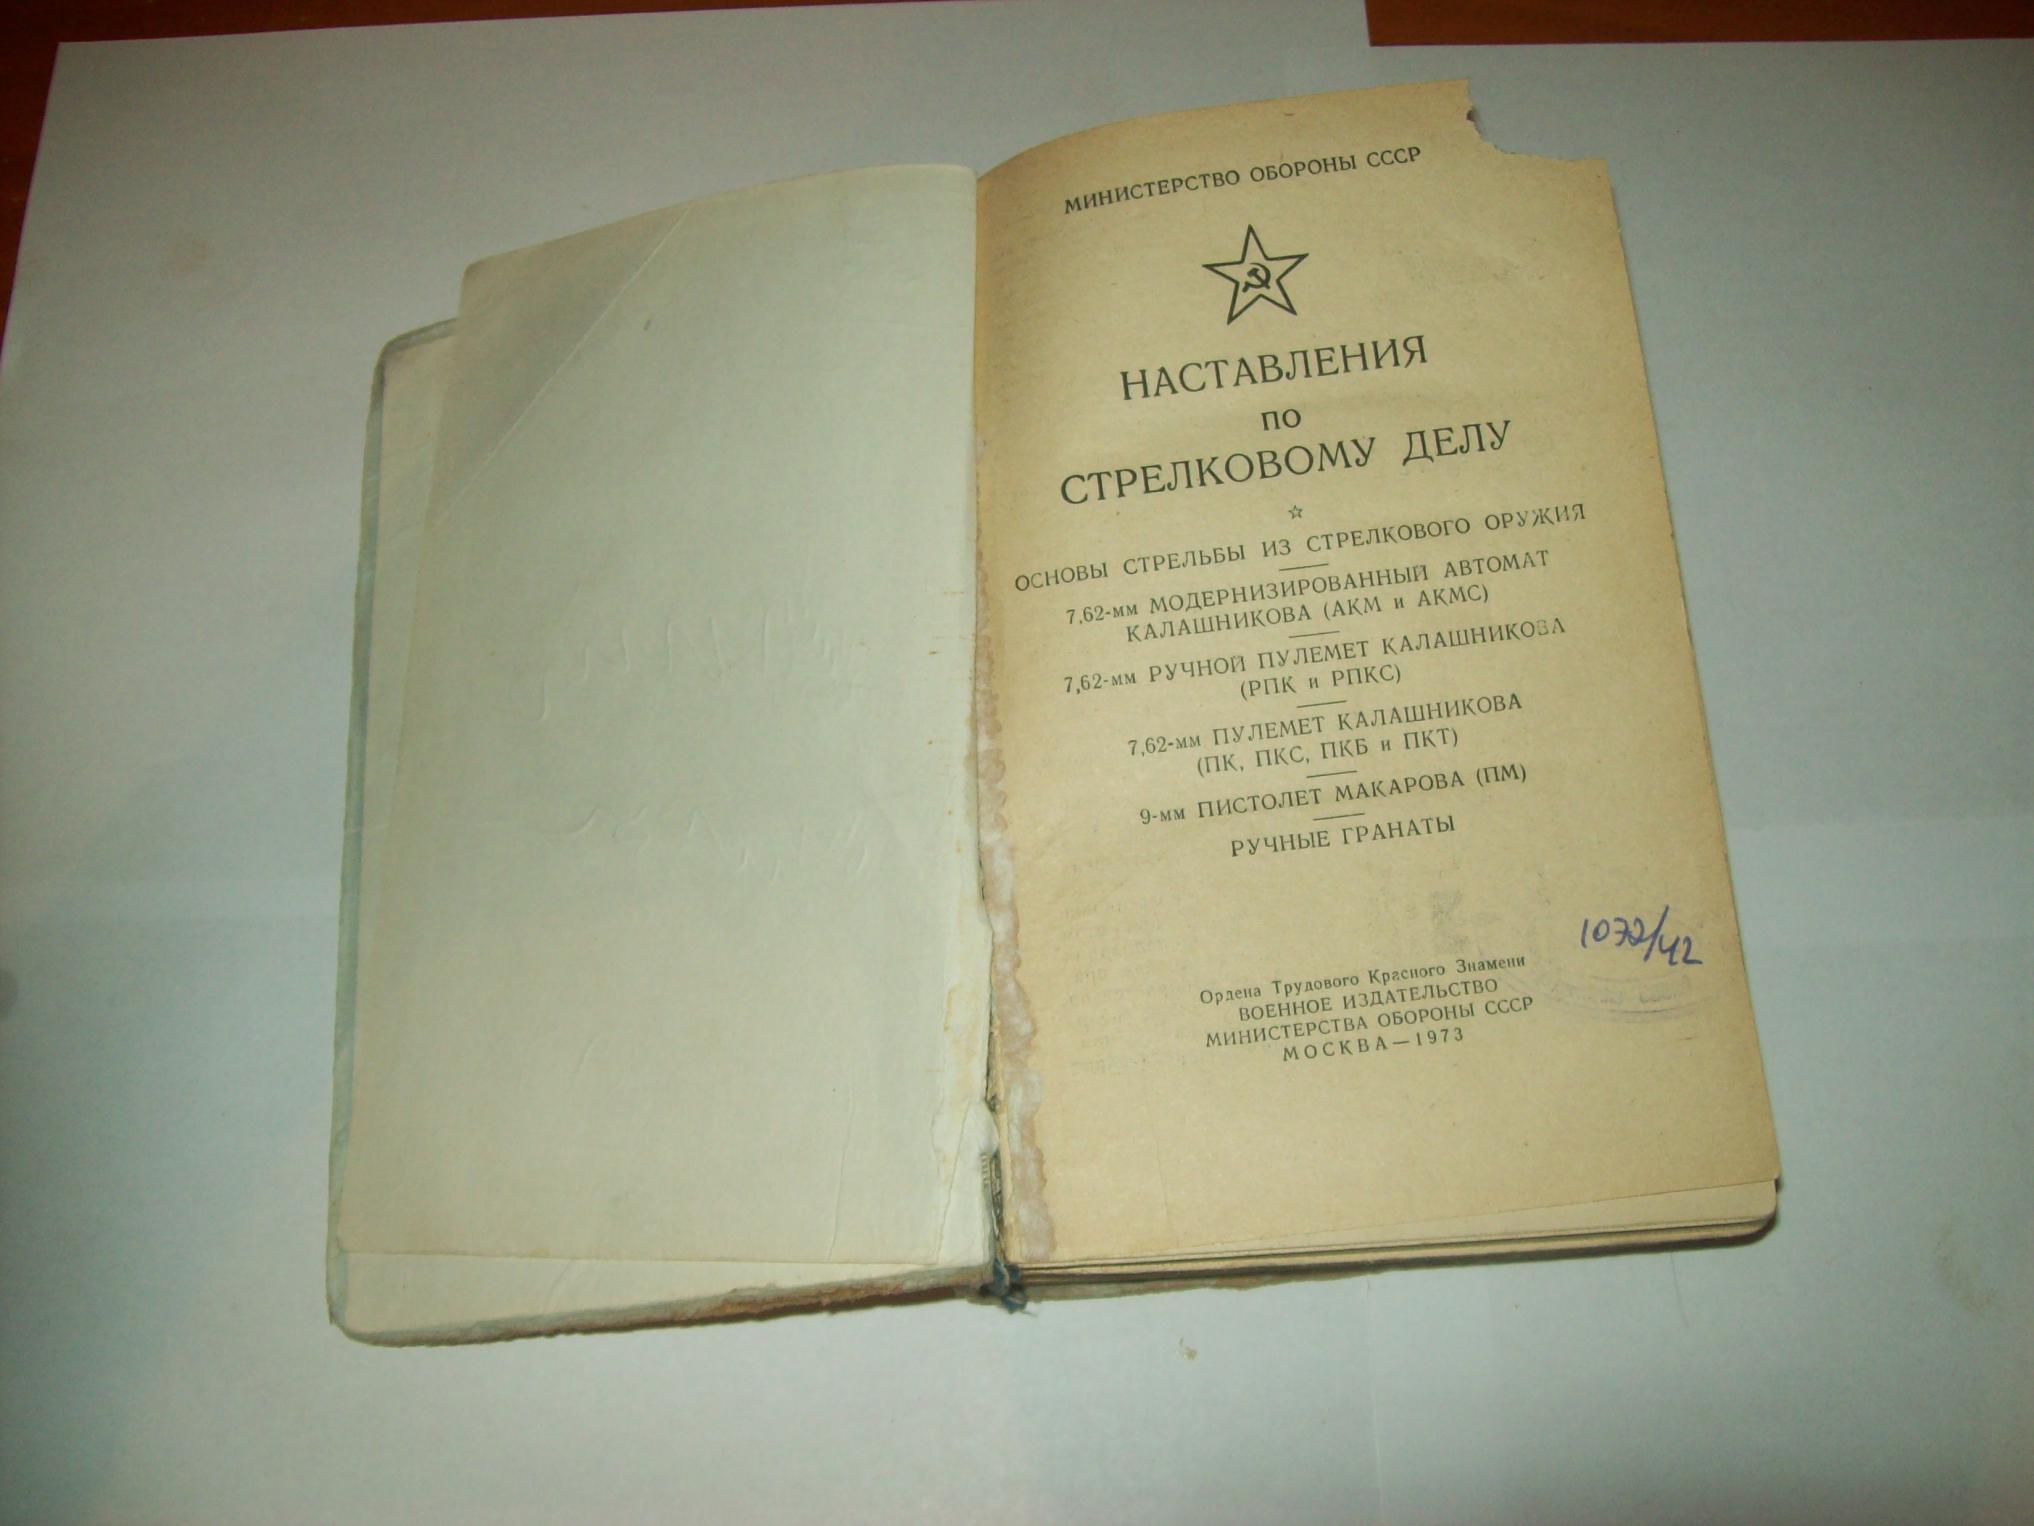 МИНИСТЕРСТВО ОБОРОНЫ СССР
НАСТАВЛЕНИЯ
ПО
СТРЕЛКОВОМУ ДЕЛУ
ОСНОВЫ СТРЕЛЬБЫ ИЗ СТРЕЛКОВОГО ОРУЖИЯ
7,62-мм МОДЕРНИЗИРОВАННЫЙ АВТОМАТ
КАЛАШНИКОВА (АКМ и АКМС)
7,62-мм РУЧНОЙ ПУЛЕМЕТ КАЛАШНИКОВА
(РПК и РПКС)
7,62-мм ПУЛЕМЕТ КАЛАШНИКОВА
(ПК, ПКС, ПКБ и ПКТ)
9-мм ПИСТОЛЕТ МАКАРОВА (ПМ)
РУЧНЫЕ ГРАНАТЫ
1072/42
Ордена Трудового Красного Знамени
ВОЕННОЕ ИЗДАТЕЛЬСТВО
МИНИСТЕРСТВА ОБОРОНЫ СССР
МОСКВА—1973